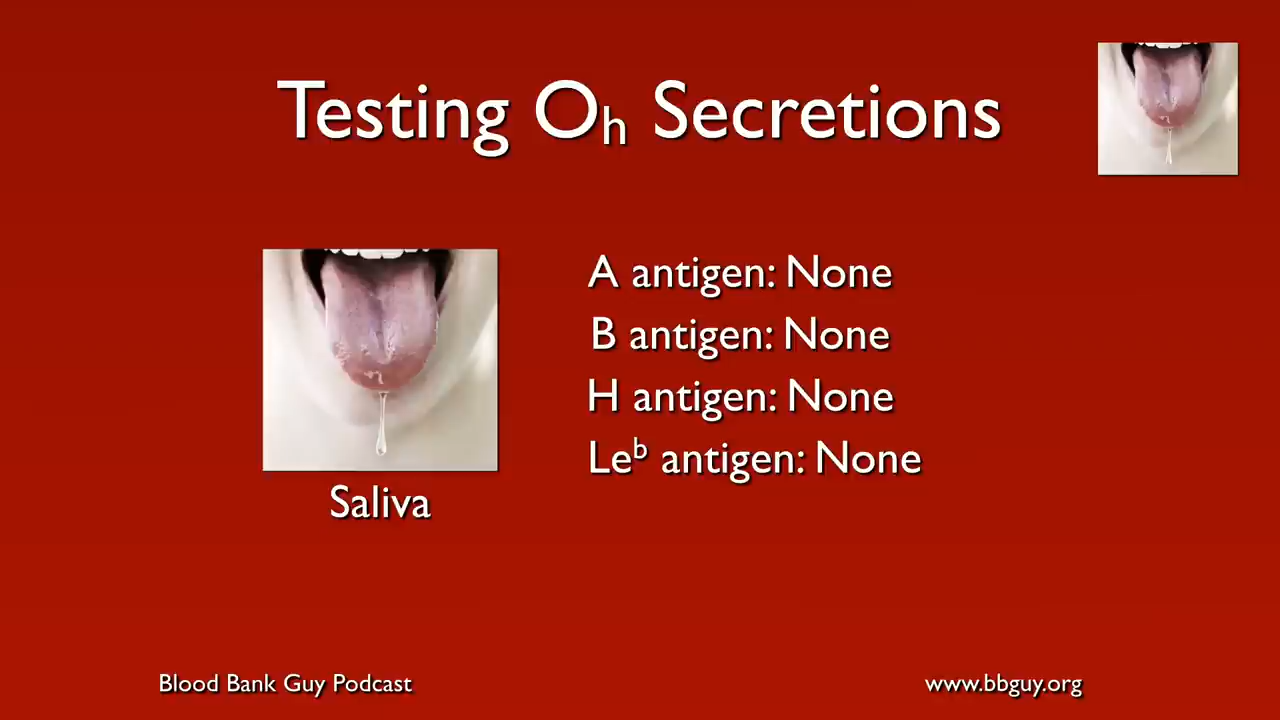 Testing Oh Secretions
A antigen: None
B antigen: None
H antigen: None
Leb antigen: None
Saliva
Blood Bank Guy Podcast
www.bbguy.org